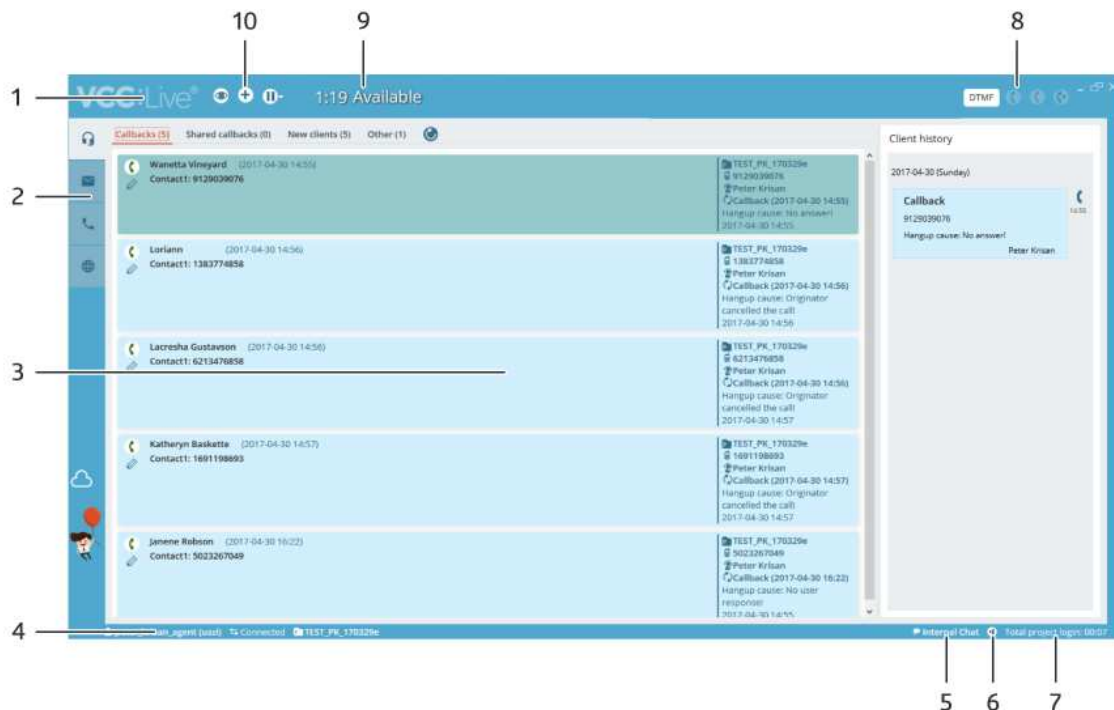 10
9
8
1
VCC:Live®
1:19 Available
DTMF
Callbacks (5) Shared callbacks (0) New clients (5) Other (1)
Client history
2
Wanetta Vineyard (2017-04-30 14:55)
Contact1: 9129039076
TEST_PK_170329e
9129039076
Peter Krisan
Callback (2017-04-30 14:55)
Hangup cause: No answer!
2017-04-30 14:55
2017-04-30 (Sunday)
Callback
9129039076
Hangup cause: No answer!
Peter Krisan
Loriann (2017-04-30 14:56)
Contact1: 1383774858
TEST_PK_170329e
1383774858
Peter Krisan
Callback (2017-04-30 14:56)
Hangup cause: Originator
cancelled the call!
2017-04-30 14:56
3
Lacresha Gustavson (2017-04-30 14:56)
Contact1: 6213476858
TEST_PK_170329e
6213476858
Peter Krisan
Callback (2017-04-30 14:56)
Hangup cause: Originator
cancelled the call!
2017-04-30 14:57
Katheryn Baskette (2017-04-30 14:57)
Contact1: 1691198693
TEST_PK_170329e
1691198693
Peter Krisan
Callback (2017-04-30 14:57)
Hangup cause: Originator
cancelled the call!
2017-04-30 14:57
Janene Robson (2017-04-30 16:22)
Contact1: 5023267049
TEST_PK_170329e
5023267049
Peter Krisan
Callback (2017-04-30 16:22)
Hangup cause: No user
responser
2017-04-30 14:55
4
Connected TEST_PK_170329e
Internal Chat Total project login: 00:07
5
6
7